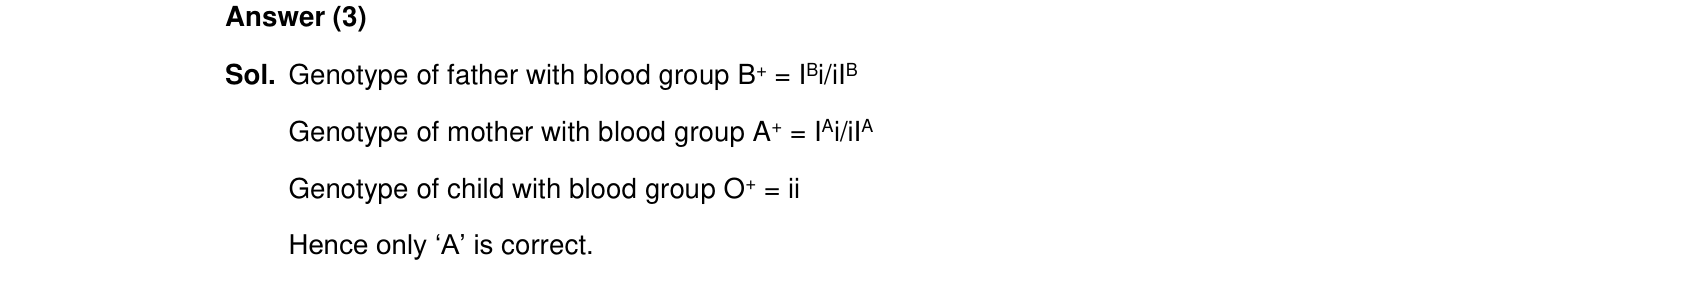 Answer (3)
Sol. Genotype of father with blood group B⁺ = Iᴮi/iIᴮ
Genotype of mother with blood group A⁺ = Iᴬi/iIᴬ
Genotype of child with blood group O⁺ = ii
Hence only ‘A’ is correct.